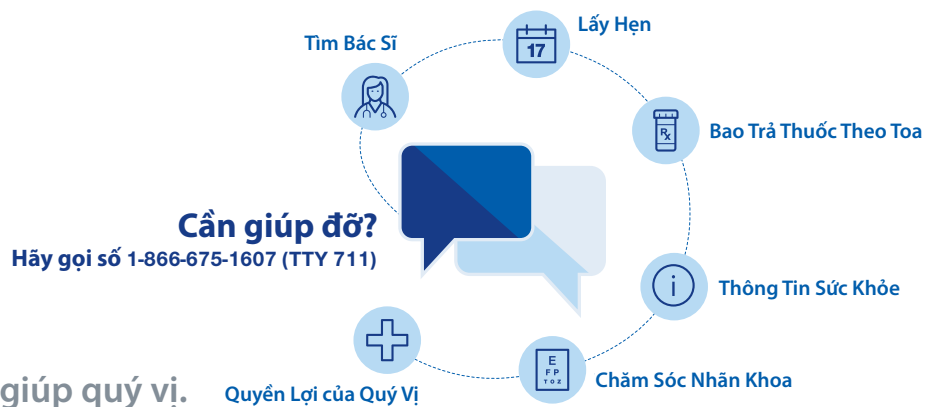 Tìm Bác Sĩ
Lấy Hẹn
17
Rx
Bao Trả Thuốc Theo Toa
Cần giúp đỡ?
Hãy gọi số 1-866-675-1607 (TTY 711)
i
Thông Tin Sức Khỏe
E
F P
T O Z
Chăm Sóc Nhãn Khoa
Quyền Lợi của Quý Vị
giúp quý vị.